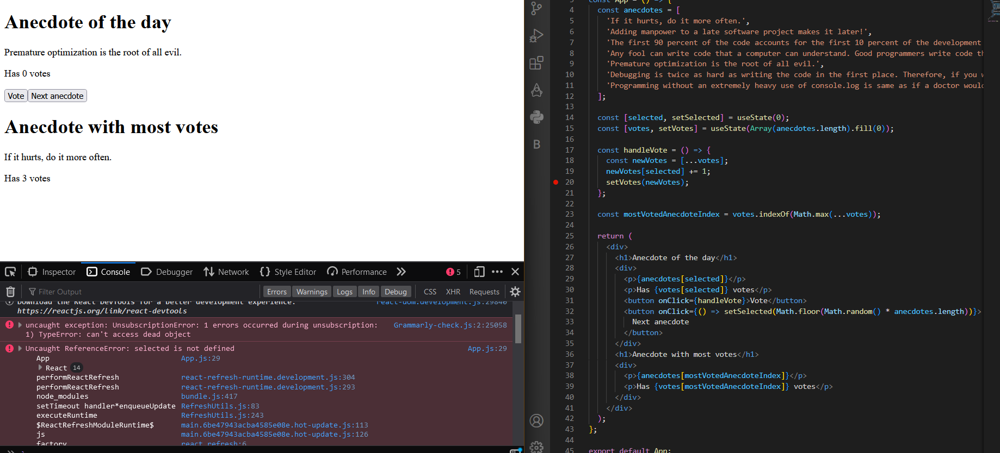 Anecdote of the day
Premature optimization is the root of all evil.
Has 0 votes
Vote Next anecdote
Anecdote with most votes
If it hurts, do it more often.
Has 3 votes
Inspector Console Debugger Network Style Editor Performance 5
Filter Output Errors Warnings Logs Info Debug CSS XHR Requests
Download the React DevTools for a better development experience: react-dom.development.js:29840
https://reactjs.org/link/react-devtools
uncaught exception: UnsubscriptionError: 1 errors occurred during unsubscription: Grammarly-check.js:2:25058
1) TypeError: can't access dead object
Uncaught ReferenceError: selected is not defined App.js:29
App App.js:29
React 14
performReactRefresh react-refresh-runtime.development.js:304
performReactRefresh react-refresh-runtime.development.js:293
node_modules bundle.js:417
setTimeout handler*enqueueUpdate RefreshUtils.js:83
executeRuntime RefreshUtils.js:243
$ReactRefreshModuleRuntime$ main.6be47943acba4585e08e.hot-update.js:113
js main.6be47943acba4585e08e.hot-update.js:126
factory react refresh:6
B
const App = () => {
4 const anecdotes = [
5 'If it hurts, do it more often.',
6 'Adding manpower to a late software project makes it later!',
7 'The first 90 percent of the code accounts for the first 10 percent of the development
8 'Any fool can write code that a computer can understand. Good programmers write code
9 'Premature optimization is the root of all evil.',
10 'Debugging is twice as hard as writing the code in the first place. Therefore, if you
11 'Programming without an extremely heavy use of console.log is same as if a doctor would
12 ];
13
14 const [selected, setSelected] = useState(0);
15 const [votes, setVotes] = useState(Array(anecdotes.length).fill(0));
16
17 const handleVote = () => {
18 const newVotes = [...votes];
19 newVotes[selected] += 1;
20 setVotes(newVotes);
21 };
22
23 const mostVotedAnecdoteIndex = votes.indexOf(Math.max(...votes));
24
25 return (
26 <div>
27 <h1>Anecdote of the day</h1>
28 <div>
29 <p>{anecdotes[selected]}</p>
30 <p>Has {votes[selected]} votes</p>
31 <button onClick={handleVote}>Vote</button>
32 <button onClick={() => setSelected(Math.floor(Math.random() * anecdotes.length))}>
33 Next anecdote
34 </button>
35 </div>
36 <h1>Anecdote with most votes</h1>
37 <div>
38 <p>{anecdotes[mostVotedAnecdoteIndex]}</p>
39 <p>Has {votes[mostVotedAnecdoteIndex]} votes</p>
40 </div>
41 </div>
42 );
43 };
44
45 export default App;